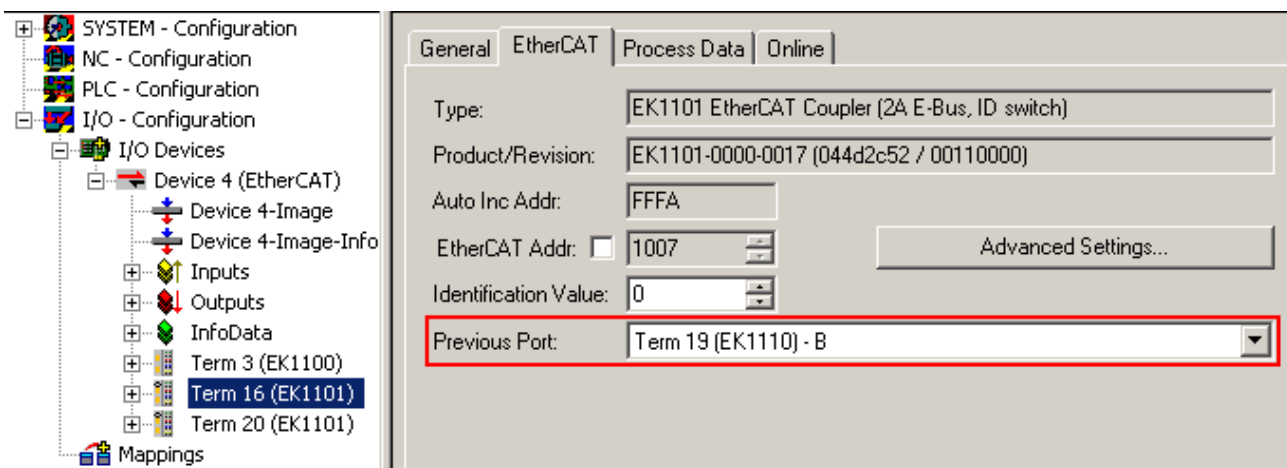 SYSTEM - Configuration
NC - Configuration
PLC - Configuration
I/O - Configuration
I/O Devices
Device 4 (EtherCAT)
Device 4-Image
Device 4-Image-Info
Inputs
Outputs
InfoData
Term 3 (EK1100)
Term 16 (EK1101)
Term 20 (EK1101)
Mappings
General EtherCAT Process Data Online
Type: EK1101 EtherCAT Coupler (2A E-Bus, ID switch)
Product/Revision: EK1101-0000-0017 (044d2c52 / 00110000)
Auto Inc Addr: FFFA
EtherCAT Addr: 1007 Advanced Settings...
Identification Value: 0
Previous Port: Term 19 (EK1110) - B